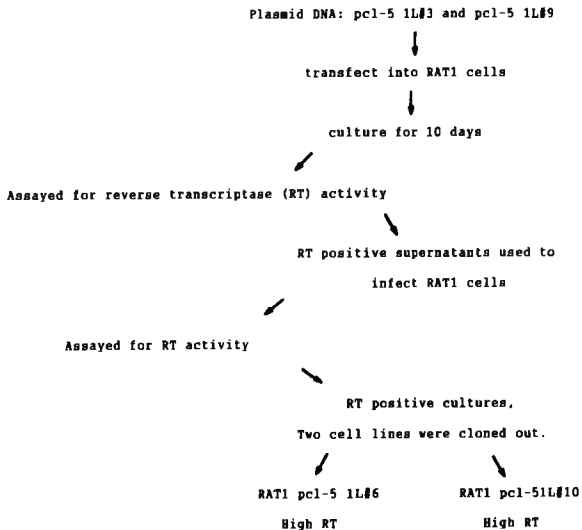 Plasmid DNA: pcl-5 1L#3 and pcl-5 1L#9
transfect into RAT1 cells
culture for 10 days
Assayed for reverse transcriptase (RT) activity
RT positive supernatants used to
infect RAT1 cells
Assayed for RT activity
RT positive cultures,
Two cell lines were cloned out.
RAT1 pcl-5 1L#6 RAT1 pcl-51L#10
High RT High RT